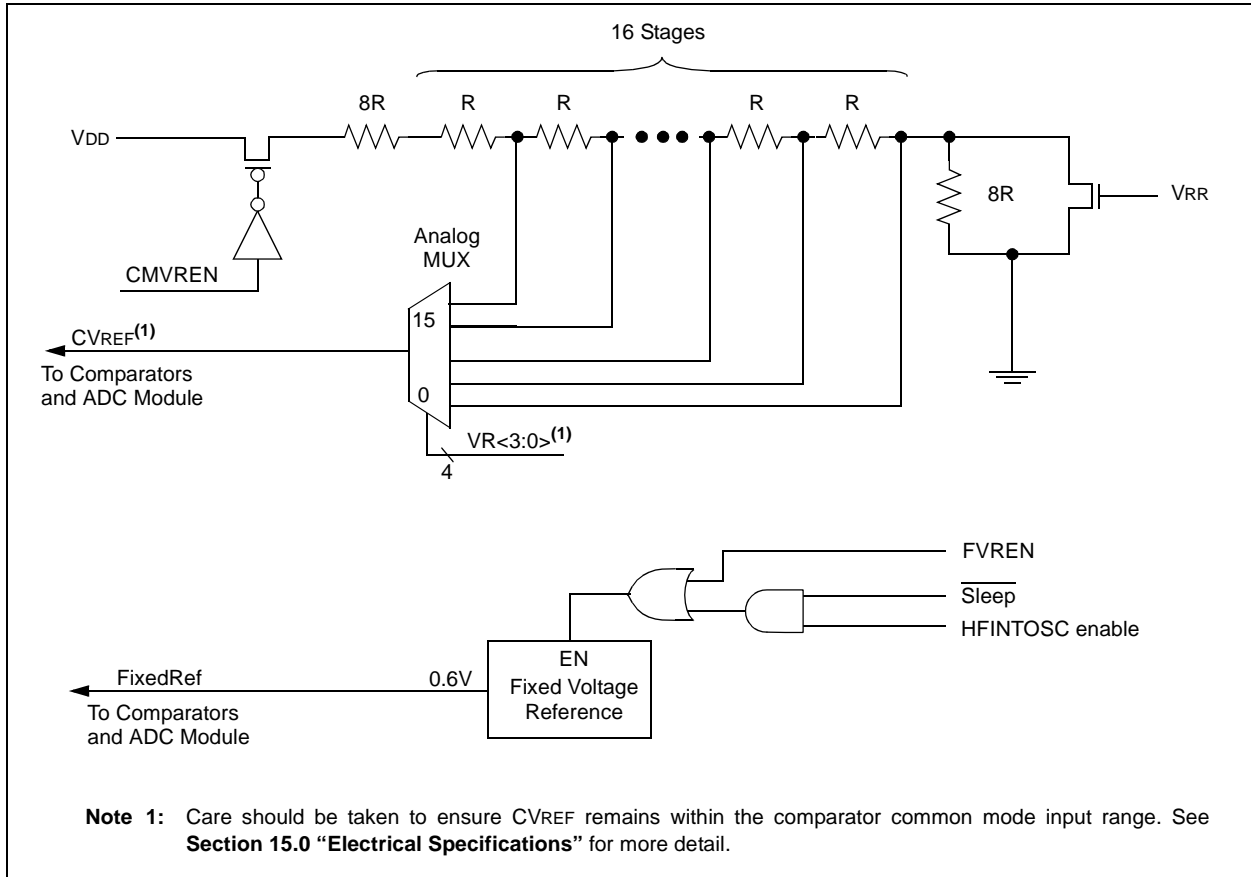 16 Stages
8R
R
R
R
R
VDD
8R
VRR
Analog
MUX
CMVREN
15
CVREF(1)
To Comparators
and ADC Module
0
VR<3:0>(1)
4
FVREN
Sleep
HFINTOSC enable
EN
FixedRef
0.6V
Fixed Voltage
Reference
To Comparators
and ADC Module
Note 1: Care should be taken to ensure CVREF remains within the comparator common mode input range. See
Section 15.0 “Electrical Specifications” for more detail.